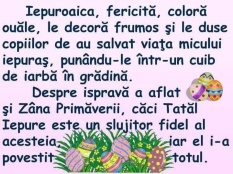 Iepuroaica, fericită, coloră
ouăle, le decoră frumos şi le duse
copiilor de au salvat viaţa micului
iepuraş, punându-le într-un cuib
de iarbă în grădină.
Despre ispravă a aflat
şi Zâna Primăverii, căci Tatăl
Iepure este un slujitor fidel al
acesteia iar el i-a
povestit totul.